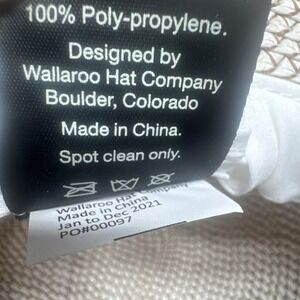 100% Poly-propylene.
Designed by
Wallaroo Hat Company
Boulder, Colorado
Made in China.
Spot clean only.
Wallaroo Hat Company
Made in China
Jan to Dec 2021
PO#00097